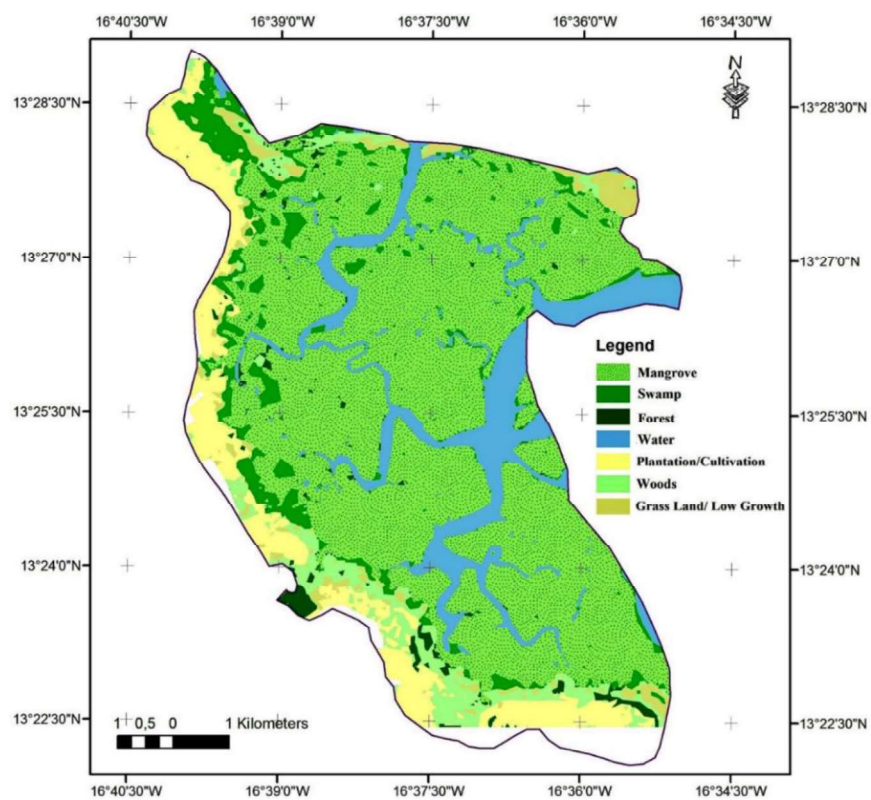 16°40'30"W 16°39'0"W 16°37'30"W 16°36'0"W 16°34'30"W
N
13°28'30"N 13°28'30"N
13°27'0"N 13°27'0"N
Legend
Mangrove
Swamp
13°25'30"N Forest 13°25'30"N
Water
Plantation/Cultivation
Woods
Grass Land/ Low Growth
13°24'0"N 13°24'0"N
13°22'30"N 13°22'30"N
1 0,5 0 1 Kilometers
16°40'30"W 16°39'0"W 16°37'30"W 16°36'0"W 16°34'30"W